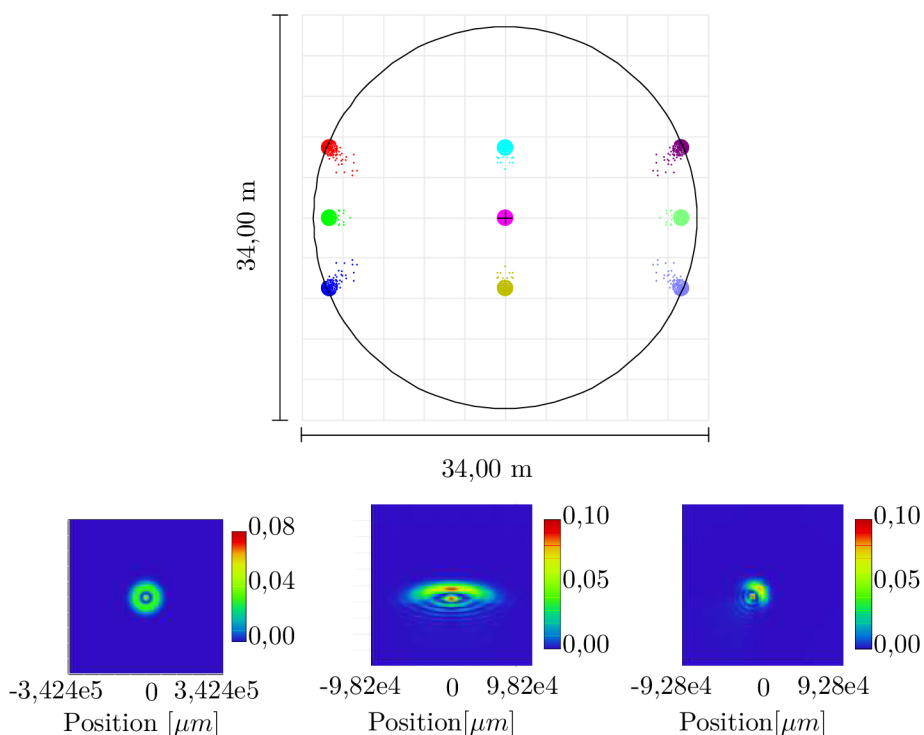 34,00 m
34,00 m
0,08
0,04
0,00
-3,424e5 0 3,424e5
Position [μm]
0,10
0,05
0,00
-9,82e4 0 9,82e4
Position[μm]
0,10
0,05
0,00
-9,28e4 0 9,28e4
Position[μm]